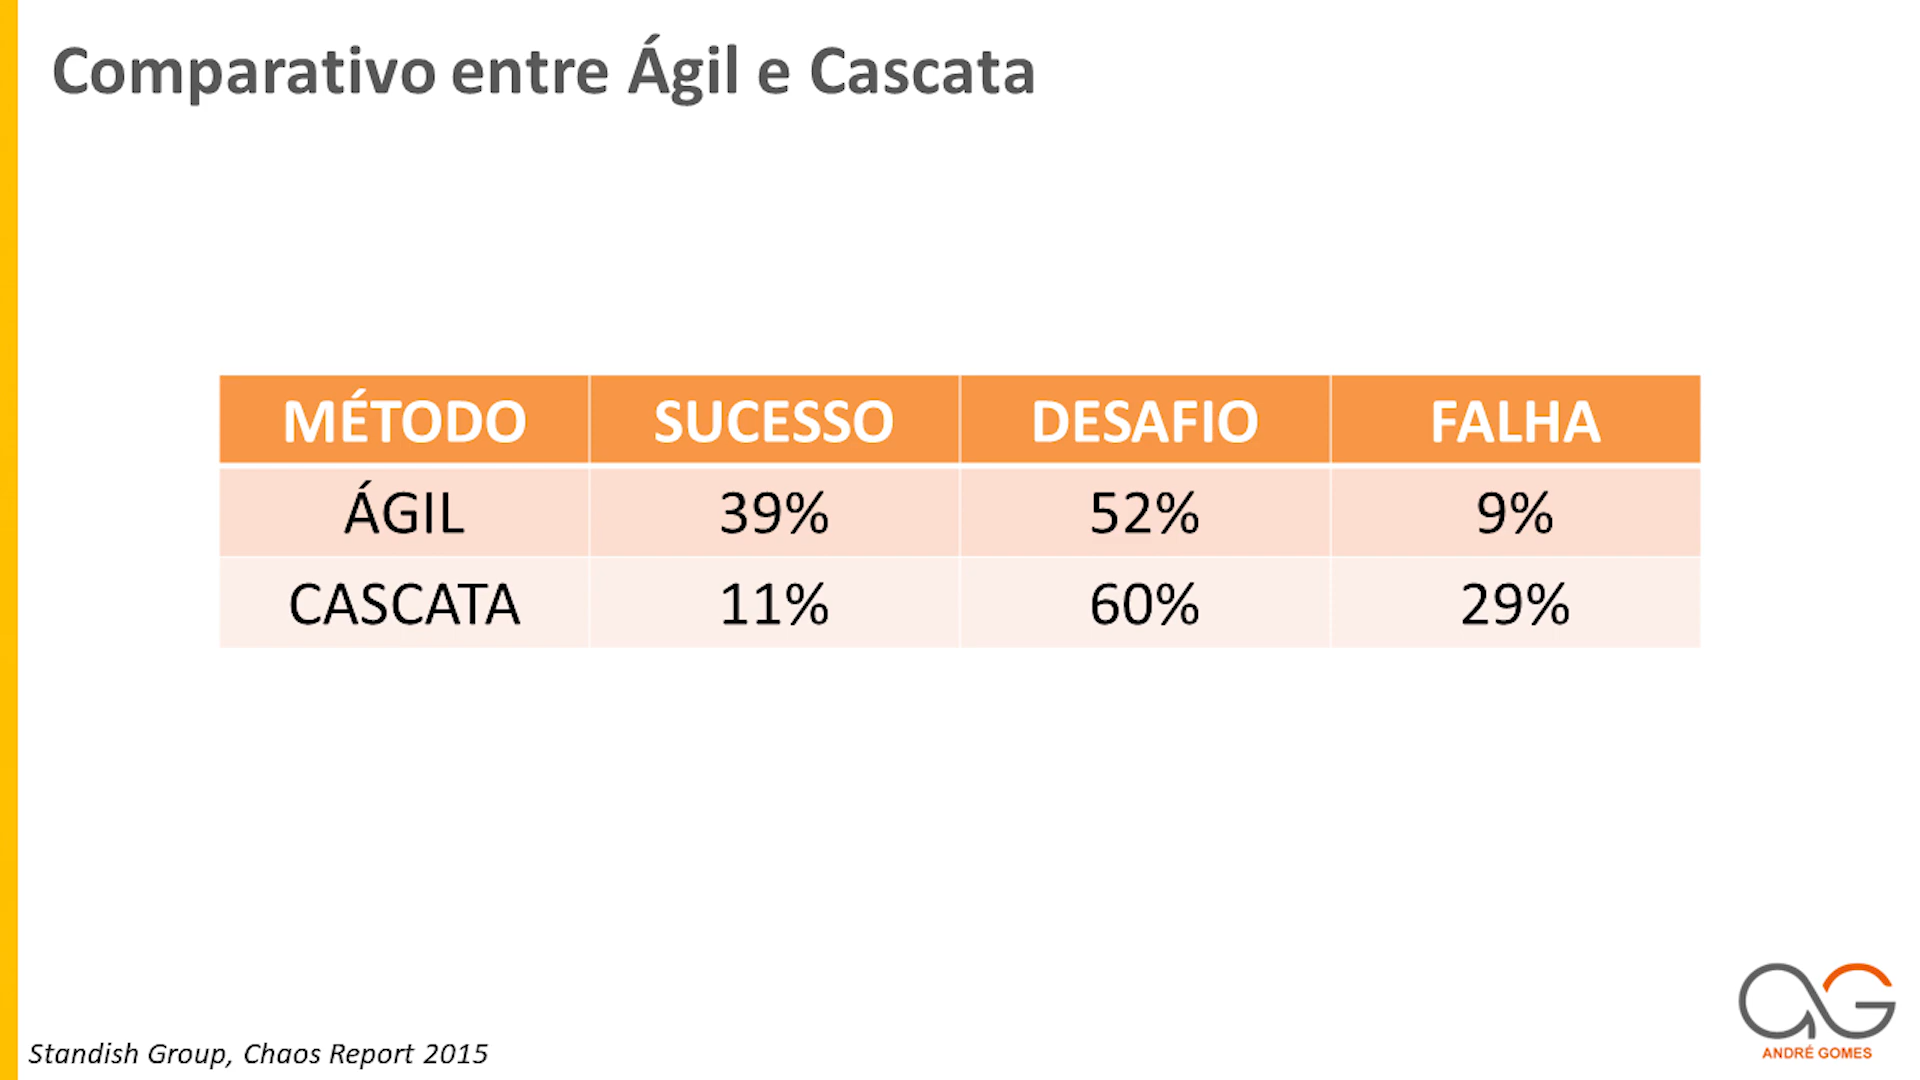 Comparativo entre Ágil e Cascata
MÉTODO SUCESSO DESAFIO FALHA
ÁGIL 39% 52% 9%
CASCATA 11% 60% 29%
Standish Group, Chaos Report 2015
AG
ANDRÉ GOMES